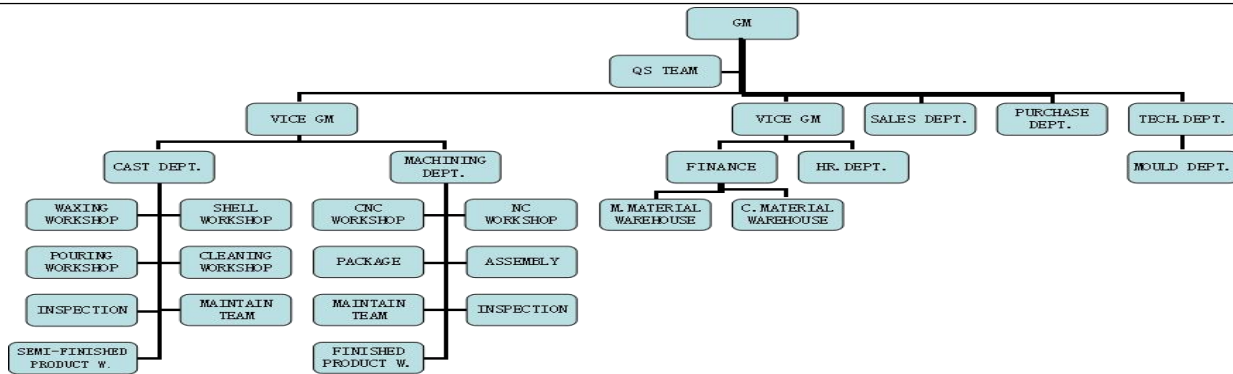 GM
QS TEAM
VICE GM
VICE GM
SALES DEPT.
PURCHASE
DEPT.
TECH.DEPT.
CAST DEPT.
MACHINING
DEPT.
FINANCE
HR.DEPT.
MOULD DEPT.
WAXING
WORKSHOP
SHELL
WORKSHOP
CNC
WORKSHOP
NC
WORKSHOP
M.MATERIAL
WAREHOUSE
C.MATERIAL
WAREHOUSE
POURING
WORKSHOP
CLEANING
WORKSHOP
PACKAGE
ASSEMBLY
INSPECTION
MAINTAIN
TEAM
MAINTAIN
TEAM
INSPECTION
SEMI-FINISHED
PRODUCT W.
FINISHED
PRODUCT W.